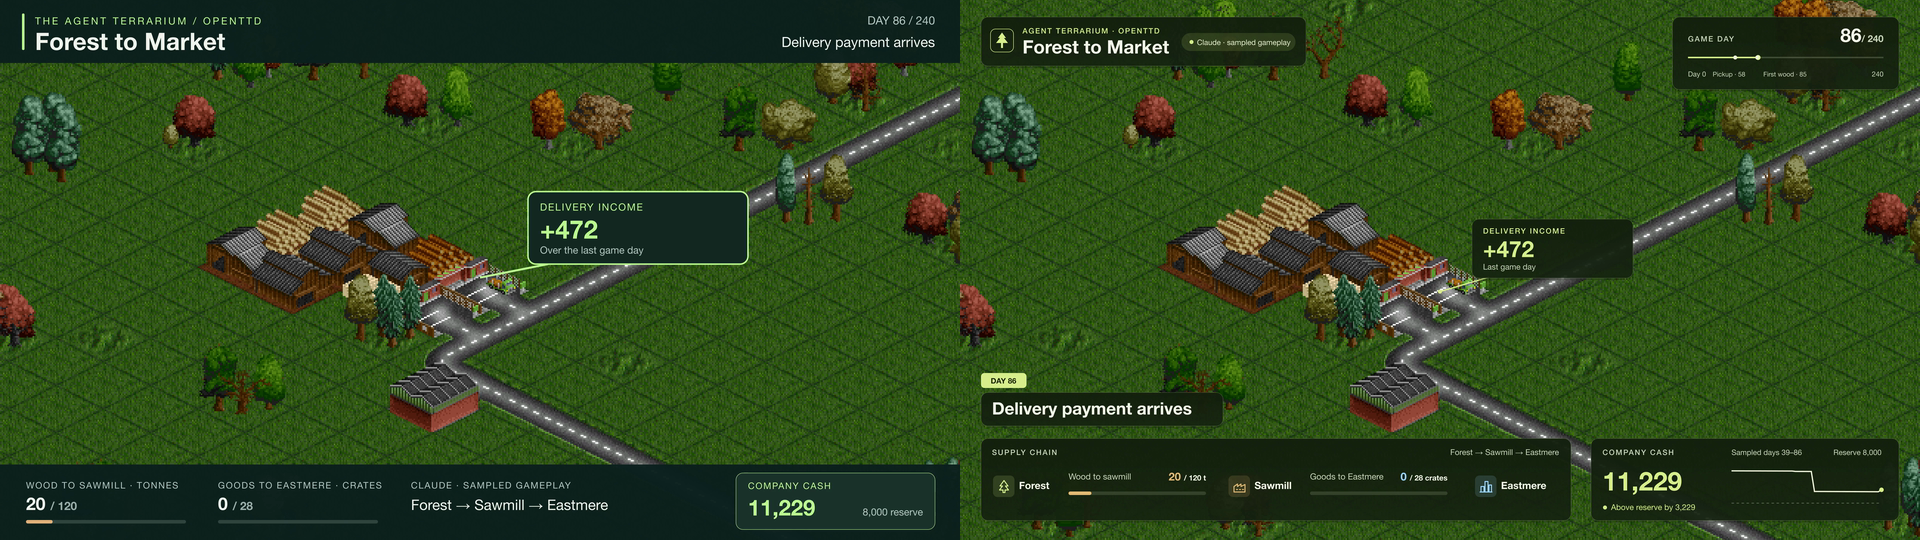 THE AGENT TERRARIUM / OPENTTD
Forest to Market
DAY 86 / 240
Delivery payment arrives
DELIVERY INCOME
+472
Over the last game day
WOOD TO SAWMILL · TONNES
20 / 120
GOODS TO EASTMERE · CRATES
0 / 28
CLAUDE · SAMPLED GAMEPLAY
Forest → Sawmill → Eastmere
COMPANY CASH
11,229
8,000 reserve
AGENT TERRARIUM · OPENTTD
Forest to Market
Claude · sampled gameplay
GAME DAY
86 / 240
Day 0
Pickup · 58
First wood · 85
240
DELIVERY INCOME
+472
Last game day
DAY 86
Delivery payment arrives
SUPPLY CHAIN
Forest → Sawmill → Eastmere
Forest
Wood to sawmill
20 / 120 t
Sawmill
Goods to Eastmere
0 / 28 crates
Eastmere
COMPANY CASH
Sampled days 39–86
Reserve 8,000
11,229
Above reserve by 3,229